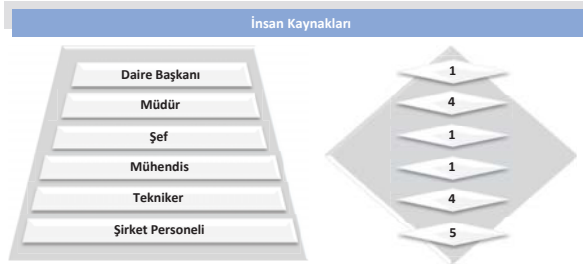 İnsan Kaynakları
Daire Başkanı 1
Müdür 4
Şef 1
Mühendis 1
Tekniker 4
Şirket Personeli 5